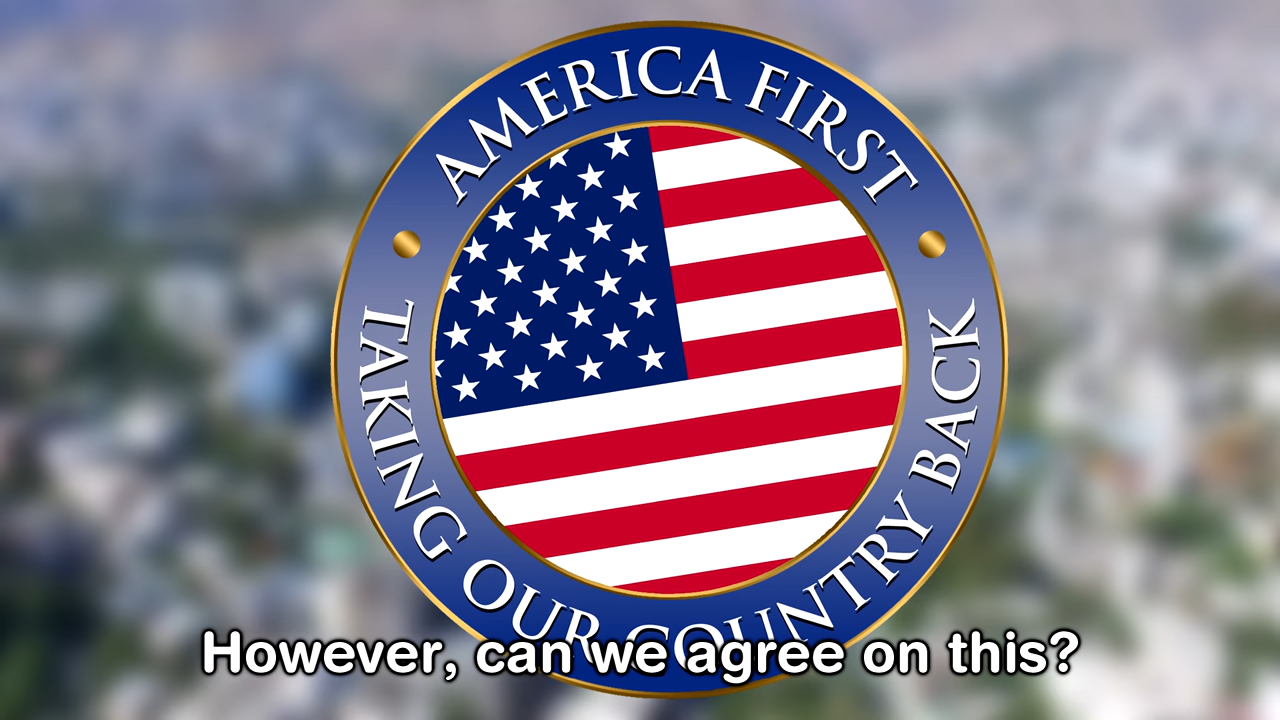 AMERICA FIRST
TAKING OUR COUNTRY BACK
However, can we agree on this?